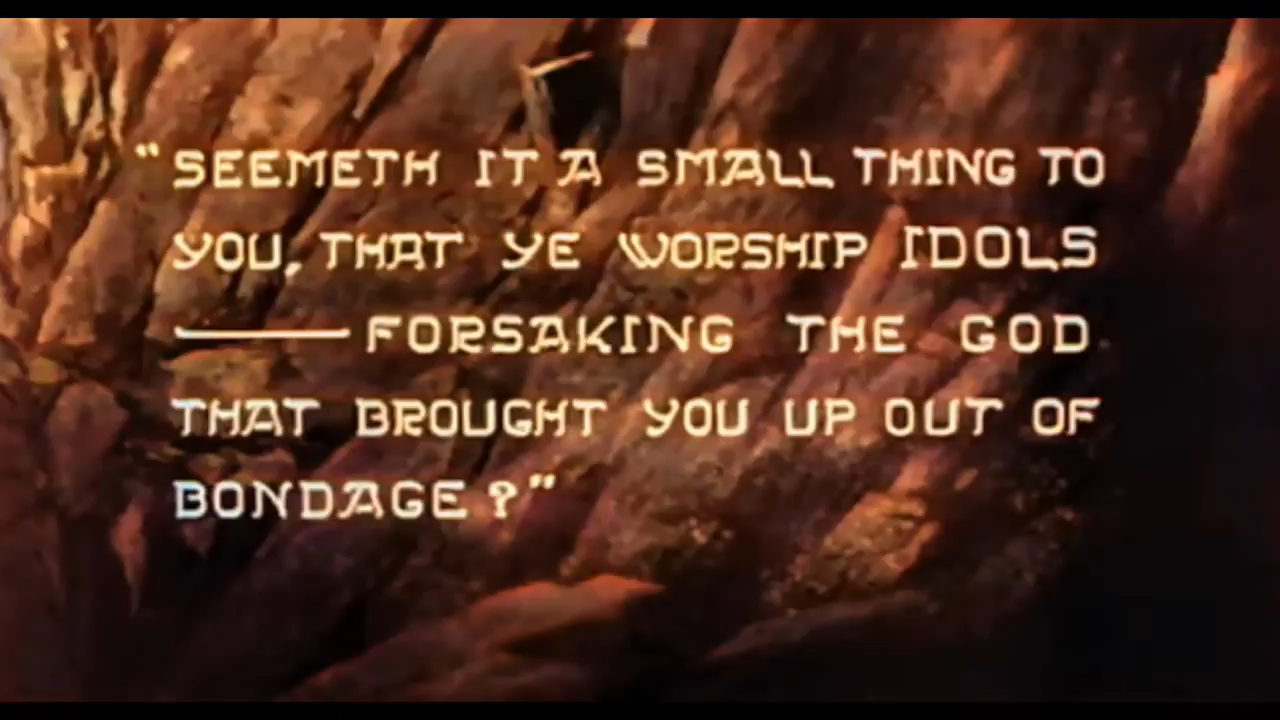 "SEEMETH IT A SMALL THING TO
YOU, THAT YE WORSHIP IDOLS
—FORSAKING THE GOD
THAT BROUGHT YOU UP OUT OF
BONDAGE?"